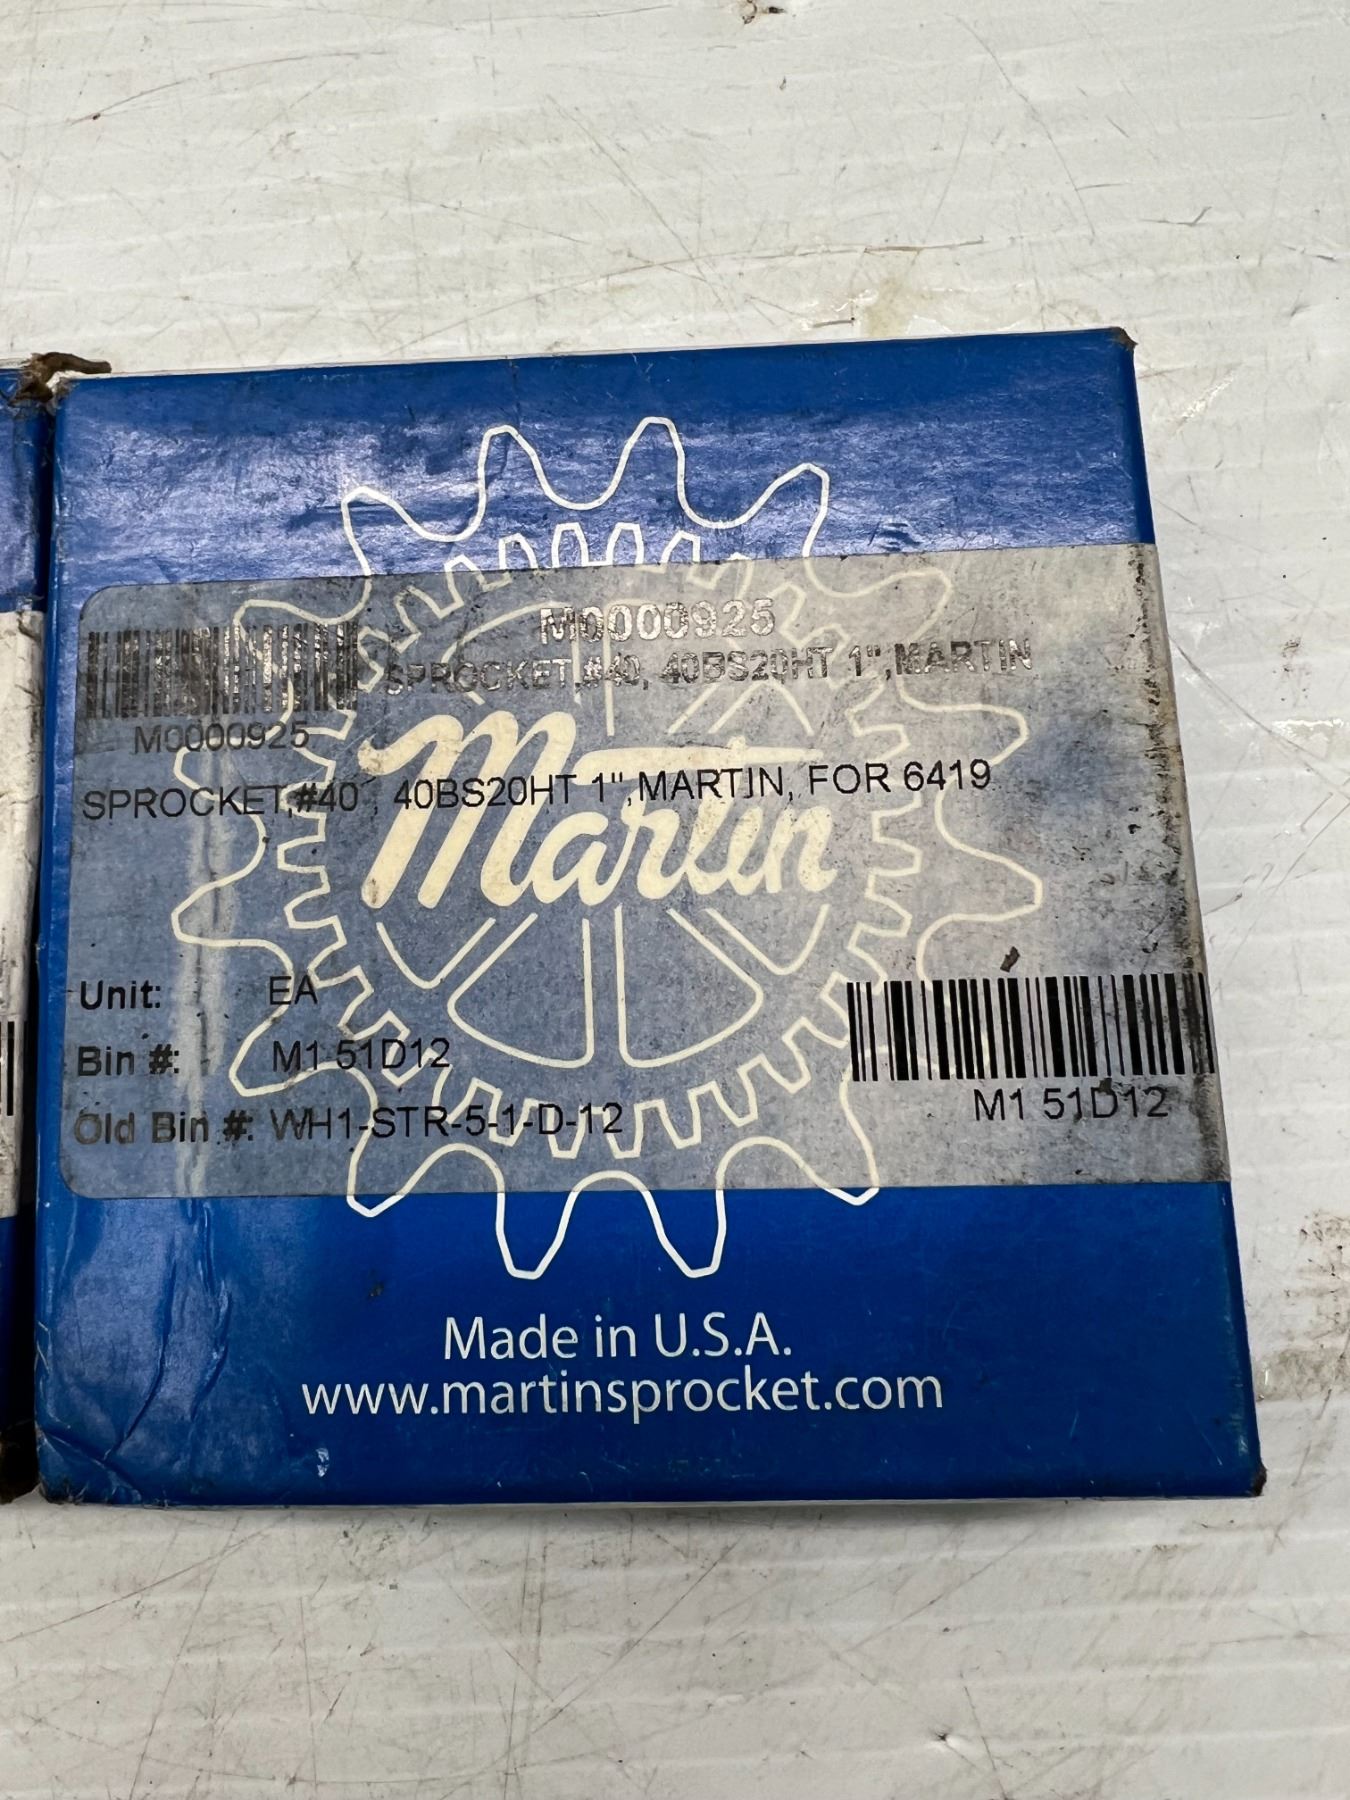 M0000925
SPROCKET,#40, 40BS20HT 1",MARTIN
M0000925
SPROCKET,#40 , 40BS20HT 1",MARTIN, FOR 6419
Martin
Unit: EA
Bin #: M1 51D12
Old Bin #: WH1-STR-5-1-D-12
M1 51D12
Made in U.S.A.
www.martinsprocket.com